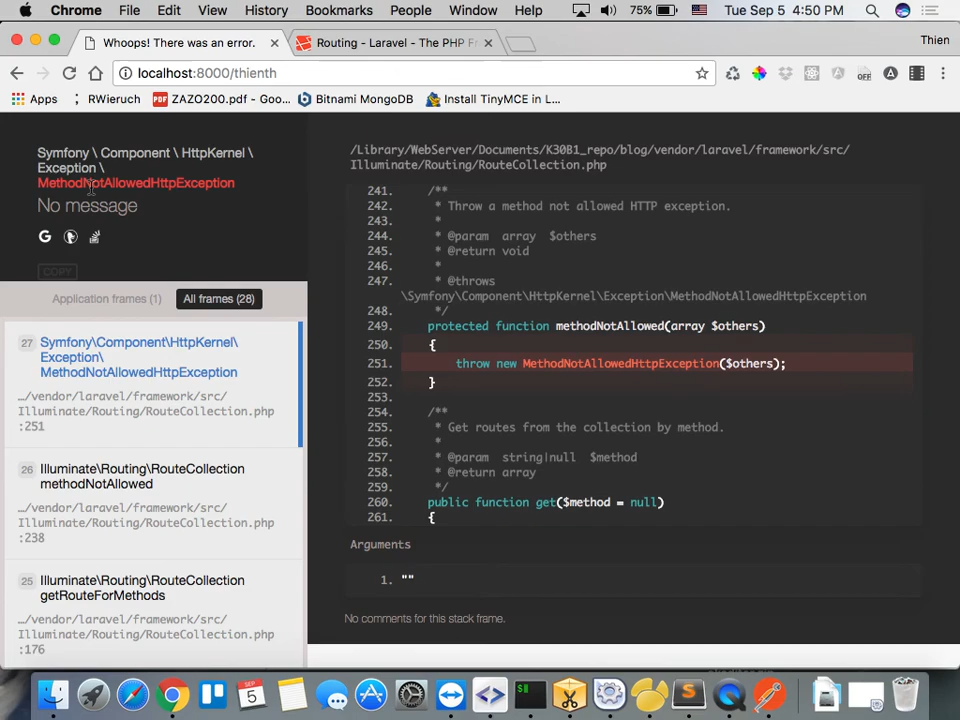 Chrome File Edit View History Bookmarks People Window Help 75% Tue Sep 5 4:50 PM
Whoops! There was an error. Routing - Laravel - The PHP F Thien
localhost:8000/thienth OFF
Apps RWieruch PDF ZAZO200.pdf - Goo... Bitnami MongoDB Install TinyMCE in L...
Symfony \ Component \ HttpKernel \
Exception \
MethodNotAllowedHttpException
No message
COPY
Application frames (1) All frames (28)
27 Symfony\Component\HttpKernel\
Exception\
MethodNotAllowedHttpException
…/vendor/laravel/framework/src/
Illuminate/Routing/RouteCollection.php
:251
26 Illuminate\Routing\RouteCollection
methodNotAllowed
…/vendor/laravel/framework/src/
Illuminate/Routing/RouteCollection.php
:238
25 Illuminate\Routing\RouteCollection
getRouteForMethods
…/vendor/laravel/framework/src/
Illuminate/Routing/RouteCollection.php
:176
/Library/WebServer/Documents/K30B1_repo/blog/vendor/laravel/framework/src/
Illuminate/Routing/RouteCollection.php
241. /**
242. * Throw a method not allowed HTTP exception.
243. *
244. * @param array $others
245. * @return void
246. *
247. * @throws
\Symfony\Component\HttpKernel\Exception\MethodNotAllowedHttpException
248. */
249. protected function methodNotAllowed(array $others)
250. {
251. throw new MethodNotAllowedHttpException($others);
252. }
253.
254. /**
255. * Get routes from the collection by method.
256. *
257. * @param string|null $method
258. * @return array
259. */
260. public function get($method = null)
261. {
Arguments
1. ""
No comments for this stack frame.
SEP
5